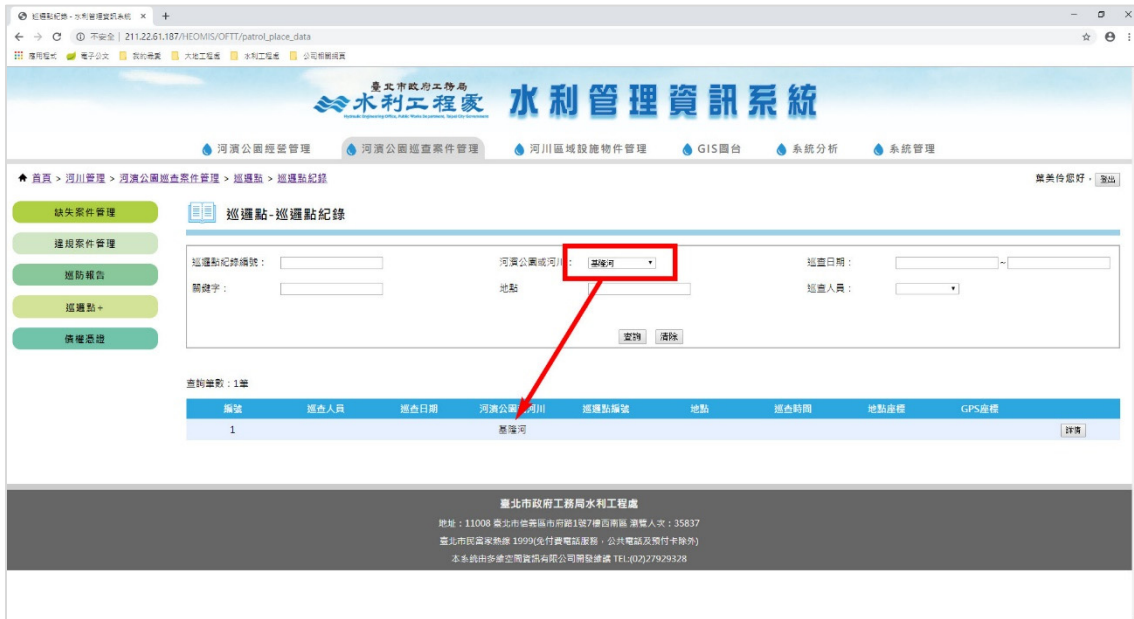 巡邏點紀錄-水利管理資訊系統
不安全 | 211.22.61.187/HEOMIS/OFTT/patrol_place_data
應用程式 電子公文 我的最愛 大地工程處 水利工程處 公司相關網頁
臺北市政府工務局
水利工程處 水利管理資訊系統
Hydraulic Engineering Office, Public Works Department, Taipei City Government
河濱公園經營管理 河濱公園巡查案件管理 河川區域設施物件管理 GIS圖台 系統分析 系統管理
首頁 > 河川管理 > 河濱公園巡查案件管理 > 巡邏點 > 巡邏點紀錄 葉美伶您好, 登出
缺失案件管理
違規案件管理
巡防報告
巡邏點+
債權憑證
巡邏點-巡邏點紀錄
巡邏點紀錄編號: 河濱公園或河川: 基隆河 巡查日期: ~
關鍵字: 地點 巡查人員:
查詢 清除
查詢筆數:1筆
編號 巡查人員 巡查日期 河濱公園或河川 巡邏點編號 地點 巡查時間 地點座標 GPS座標
1 基隆河 詳情
臺北市政府工務局水利工程處
地址:11008 臺北市信義區市府路1號7樓西南區 瀏覽人次:35837
臺北市民當家熱線 1999(免付費電話服務,公共電話及預付卡除外)
本系統由多維空間資訊有限公司開發維護 TEL:(02)27929328